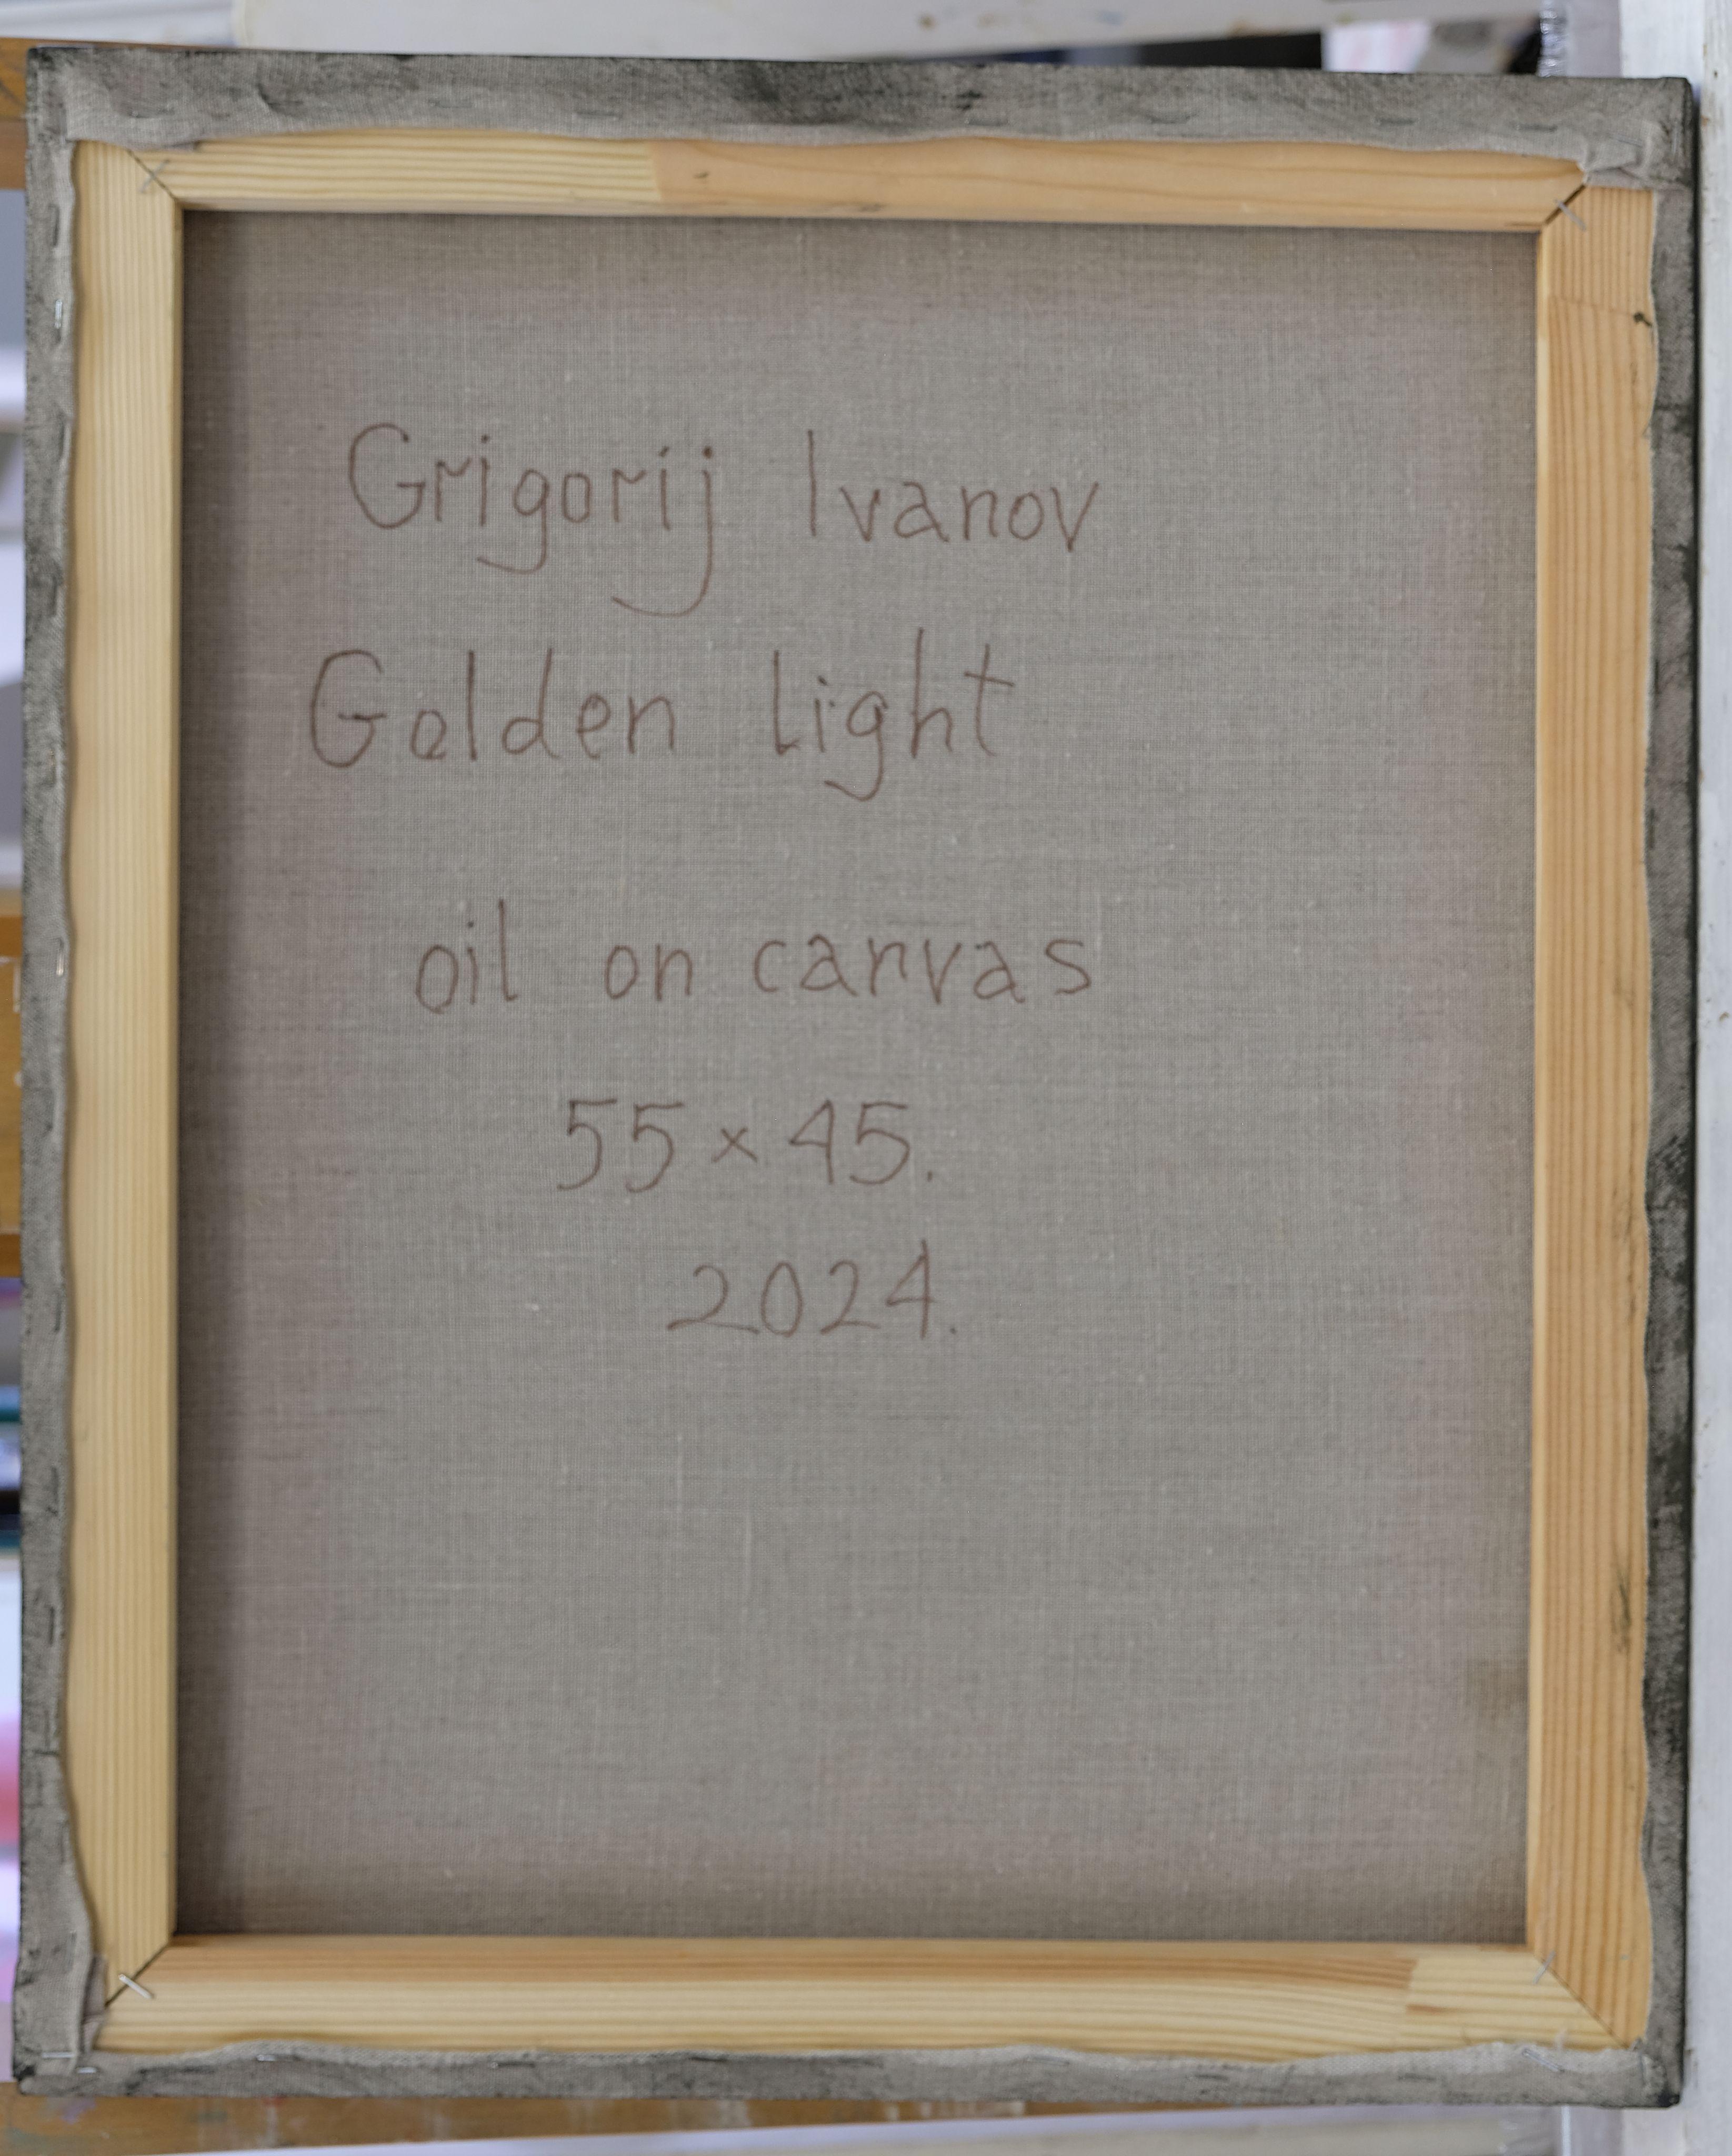 Grigorij Ivanov
Golden light
oil on canvas
55 × 45.
2024.